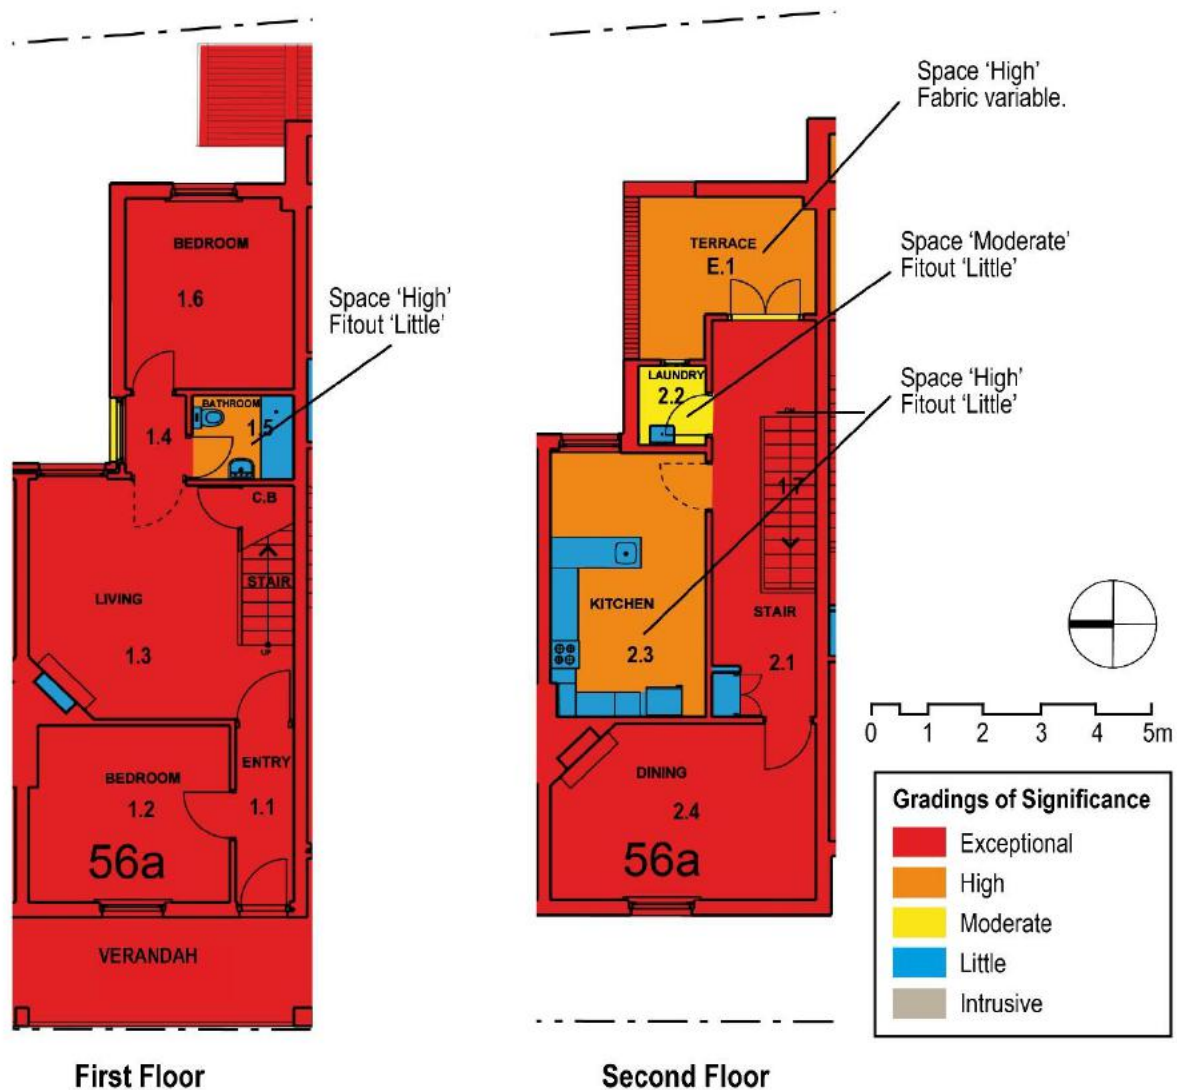 Space ‘High’
Fabric variable.
BEDROOM
1.6
Space ‘High’
Fitout ‘Little’
BATHROOM
1.5
1.4
C.B
STAIR
UP
LIVING
1.3
ENTRY
1.1
BEDROOM
1.2
56a
VERANDAH
First Floor
TERRACE
E.1
Space ‘Moderate’
Fitout ‘Little’
LAUNDRY
2.2
Space ‘High’
Fitout ‘Little’
1.7
KITCHEN
2.3
STAIR
2.1
DINING
2.4
56a
Second Floor
0 1 2 3 4 5m
Gradings of Significance
Exceptional
High
Moderate
Little
Intrusive